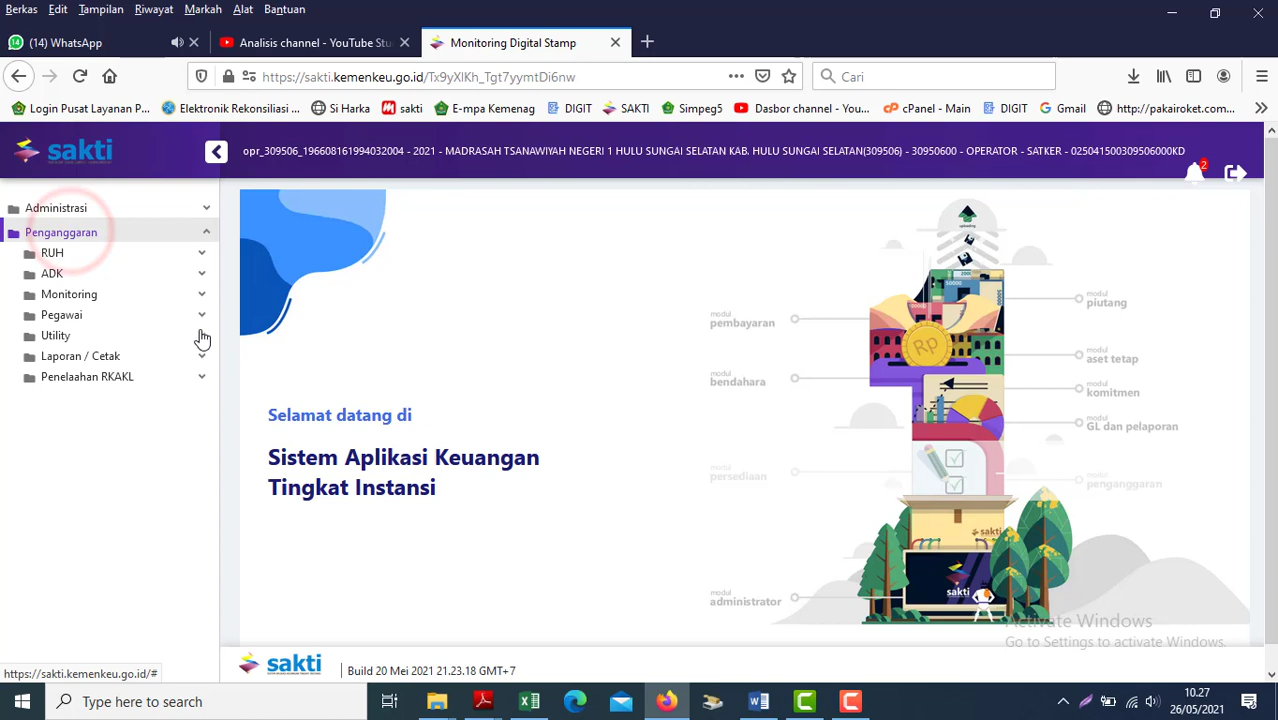 Berkas Edit Tampilan Riwayat Markah Alat Bantuan
(14) WhatsApp
Analisis channel - YouTube Stu
Monitoring Digital Stamp
https://sakti.kemenkeu.go.id/Tx9yXlKh_Tgt7yymtDi6nw
Cari
Login Pusat Layanan P...
Elektronik Rekonsiliasi ...
Si Harka
sakti
E-mpa Kemenag
DIGIT
SAKTI
Simpeg5
Dasbor channel - You...
cPanel - Main
DIGIT
Gmail
http://pakairoket.com...
sakti
opr_309506_196608161994032004 - 2021 - MADRASAH TSANAWIYAH NEGERI 1 HULU SUNGAI SELATAN KAB. HULU SUNGAI SELATAN(309506) - 30950600 - OPERATOR - SATKER - 025041500309506000KD
2
Administrasi
Penganggaran
RUH
ADK
Monitoring
Pegawai
Utility
Laporan / Cetak
Penelaahan RKAKL
Selamat datang di
Sistem Aplikasi Keuangan
Tingkat Instansi
uploading
modul
pembayaran
modul
bendahara
modul
persediaan
modul
administrator
modul
piutang
modul
aset tetap
modul
komitmen
modul
GL dan pelaporan
modul
penganggaran
Rp
sakti
sakti
Activate Windows
Go to Settings to activate Windows.
https://sakti.kemenkeu.go.id/#
sakti
Build 20 Mei 2021 21.23.18 GMT+7
Type here to search
10.27
26/05/2021